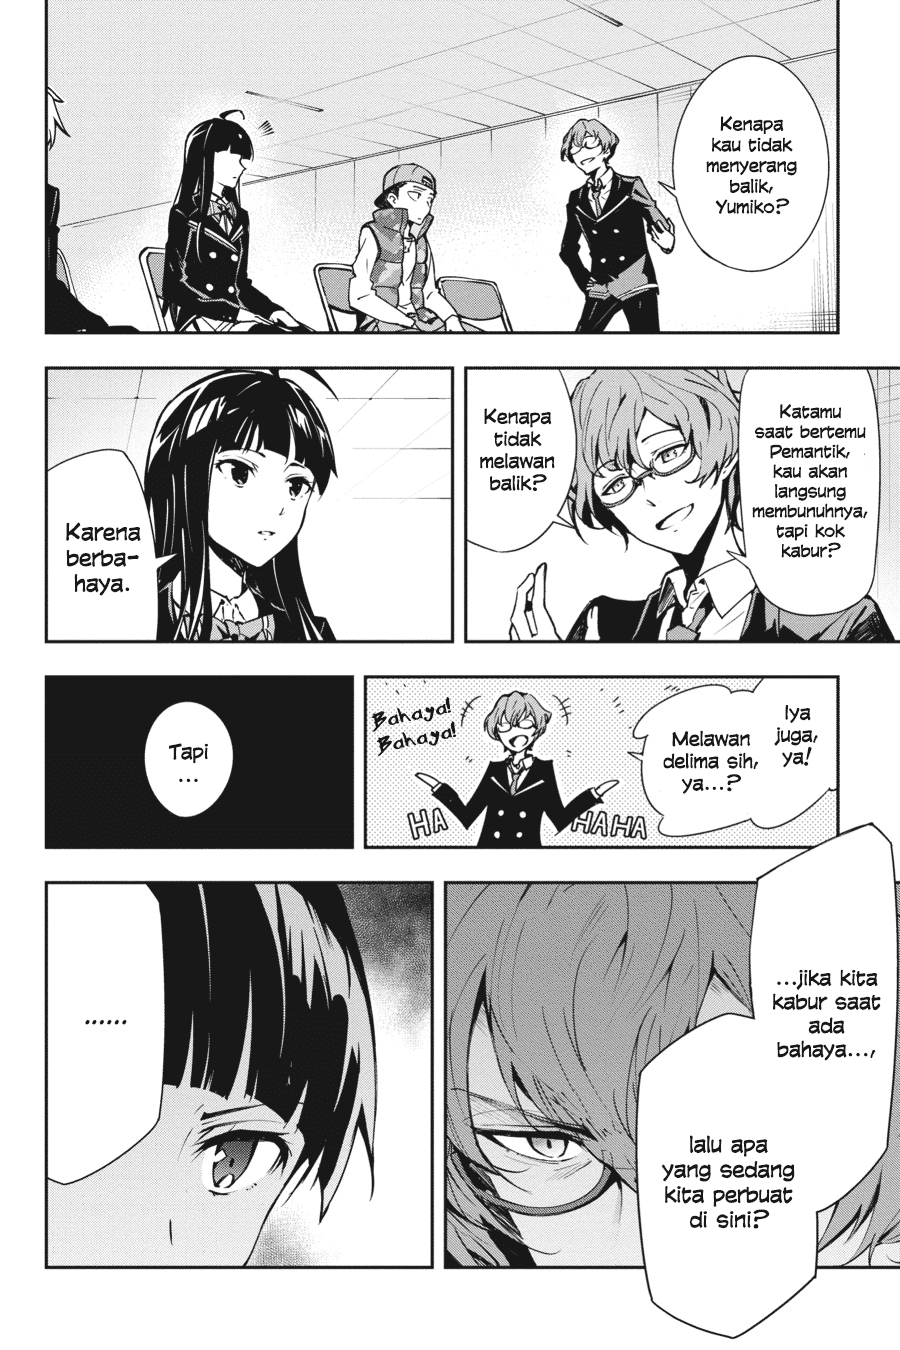 Kenapa
kau tidak
menyerang
balik,
Yumiko?
Katamu
saat bertemu
Pemantik,
kau akan
langsung
membunuhnya,
tapi kok
kabur?
Kenapa
tidak
melawan
balik?
Karena
berba-
haya.
Iya
juga,
ya!
Melawan
delima sih,
ya...?
Bahaya!
Bahaya!
HA
HAHA
Tapi
...
...jika kita
kabur saat
ada
bahaya...,
lalu apa
yang sedang
kita perbuat
di sini?
......